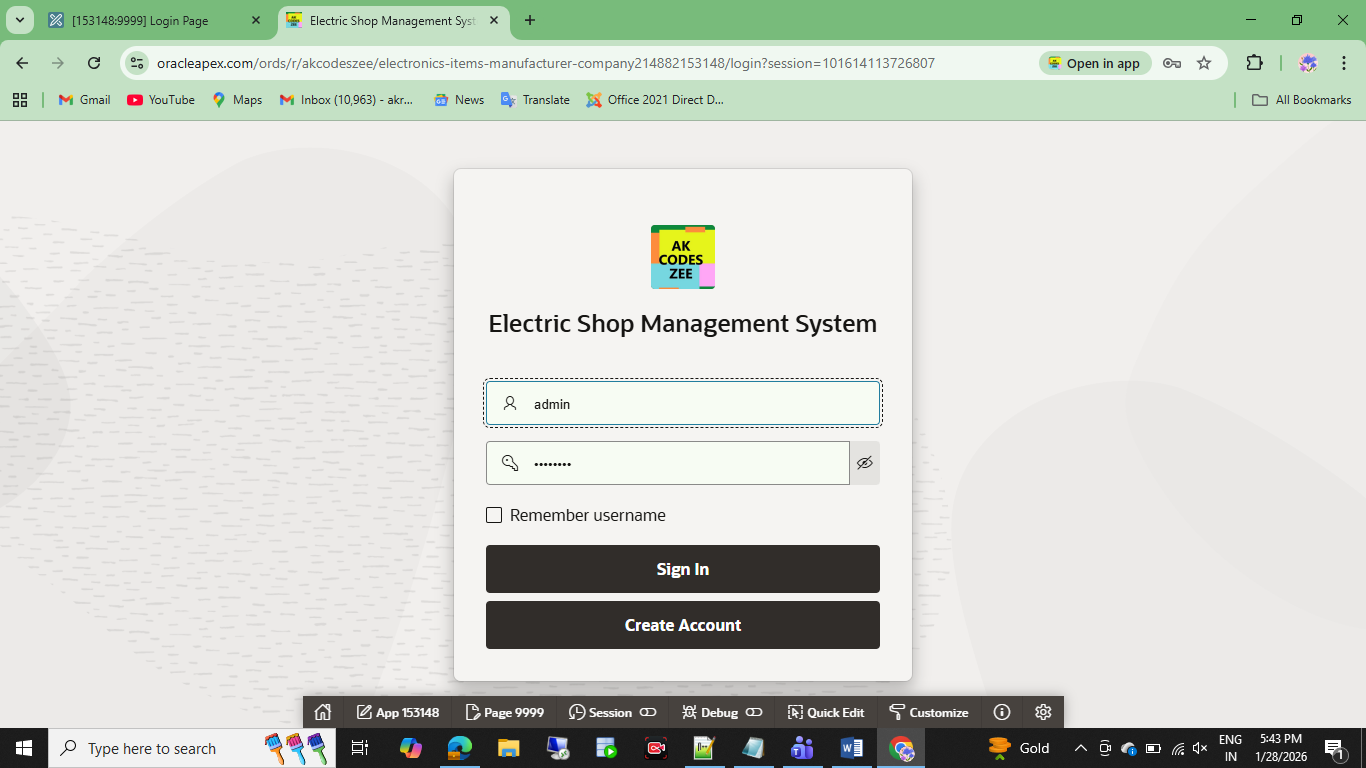 [153148:9999] Login Page
Electric Shop Management Syst
oracleapex.com/ords/r/akcodeszee/electronics-items-manufacturer-company214882153148/login?session=101614113726807
Open in app
Gmail
YouTube
Maps
Inbox (10,963) - akr...
News
Translate
Office 2021 Direct D...
All Bookmarks
AK
CODES
ZEE
Electric Shop Management System
admin
••••••••
Remember username
Sign In
Create Account
App 153148
Page 9999
Session
Debug
Quick Edit
Customize
Type here to search
Gold
ENG
IN
5:43 PM
1/28/2026
1